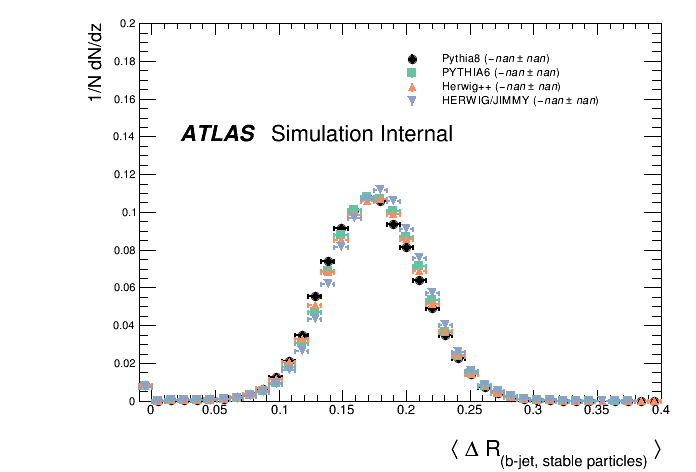 1/N dN/dz
0.2
0.18
0.16
0.14
0.12
0.1
0.08
0.06
0.04
0.02
0
Pythia8 (−nan ± nan)
PYTHIA6 (−nan ± nan)
Herwig++ (−nan ± nan)
HERWIG/JIMMY (−nan ± nan)
ATLAS Simulation Internal
0 0.05 0.1 0.15 0.2 0.25 0.3 0.35 0.4
⟨ Δ R(b-jet, stable particles) ⟩